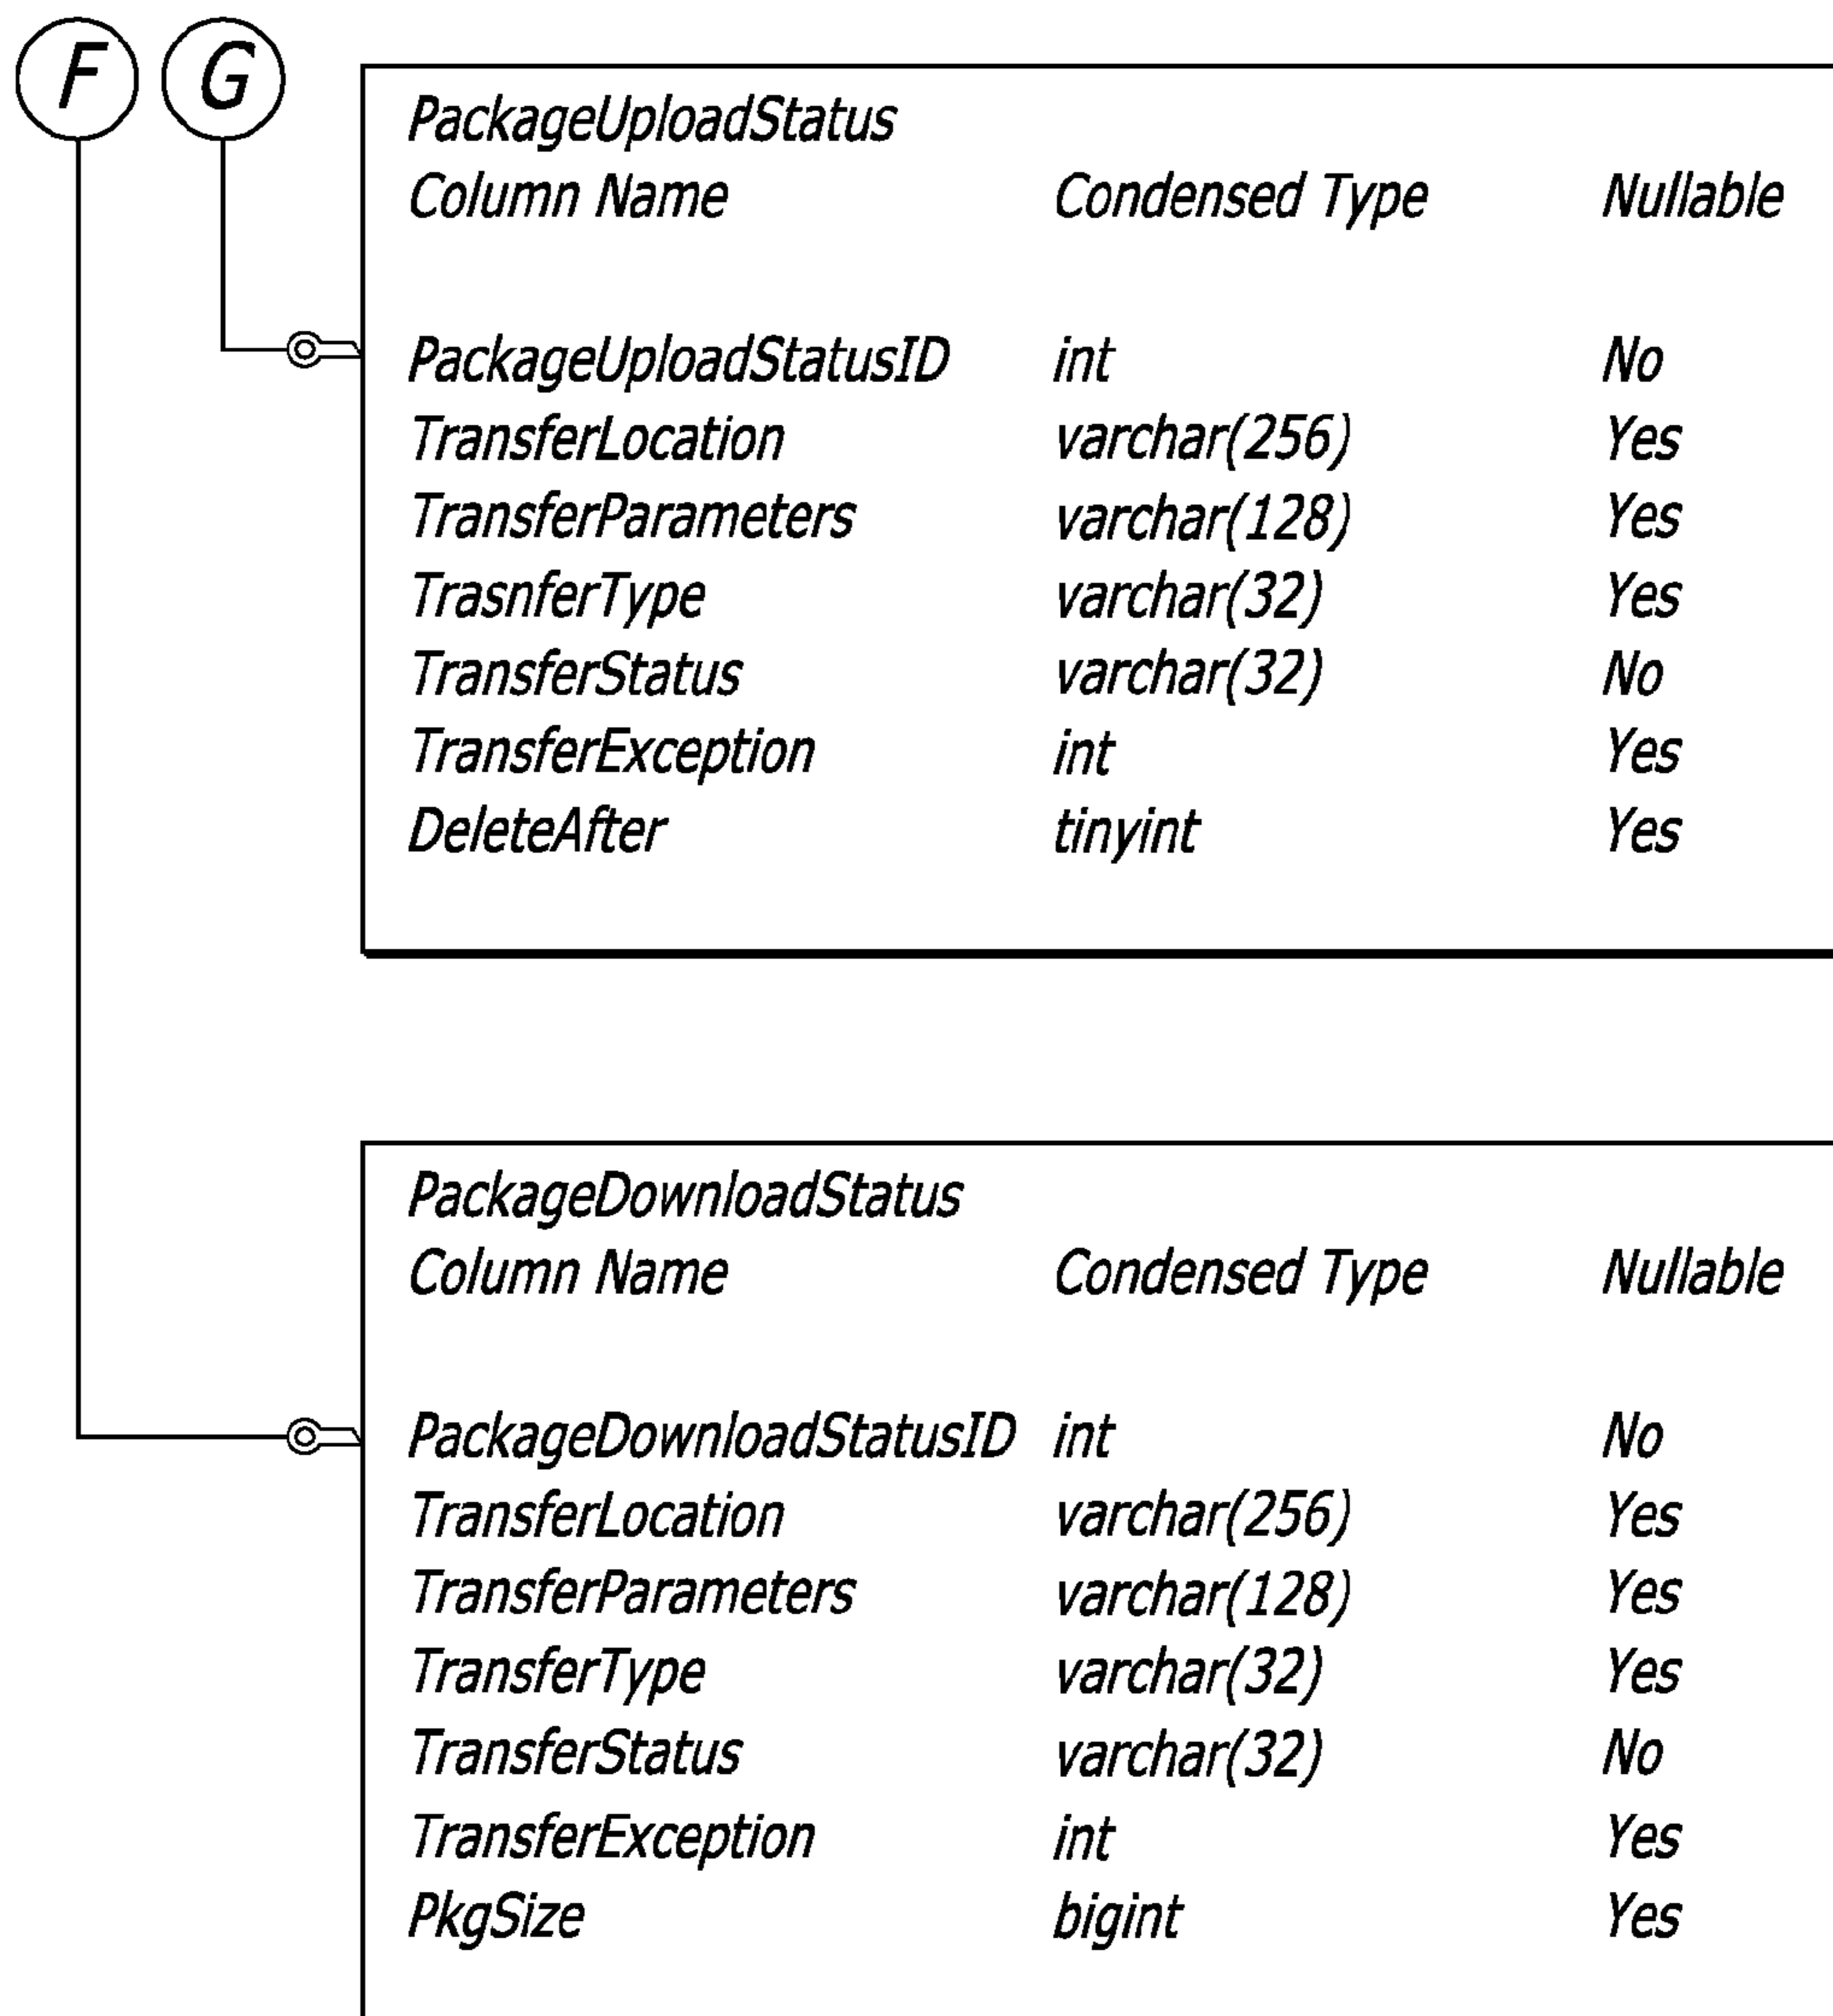 F G
PackageUploadStatus
Column Name Condensed Type Nullable
PackageUploadStatusID int No
TransferLocation varchar(256) Yes
TransferParameters varchar(128) Yes
TrasnferType varchar(32) Yes
TransferStatus varchar(32) No
TransferException int Yes
DeleteAfter tinyint Yes
PackageDownloadStatus
Column Name Condensed Type Nullable
PackageDownloadStatusID int No
TransferLocation varchar(256) Yes
TransferParameters varchar(128) Yes
TransferType varchar(32) Yes
TransferStatus varchar(32) No
TransferException int Yes
PkgSize bigint Yes